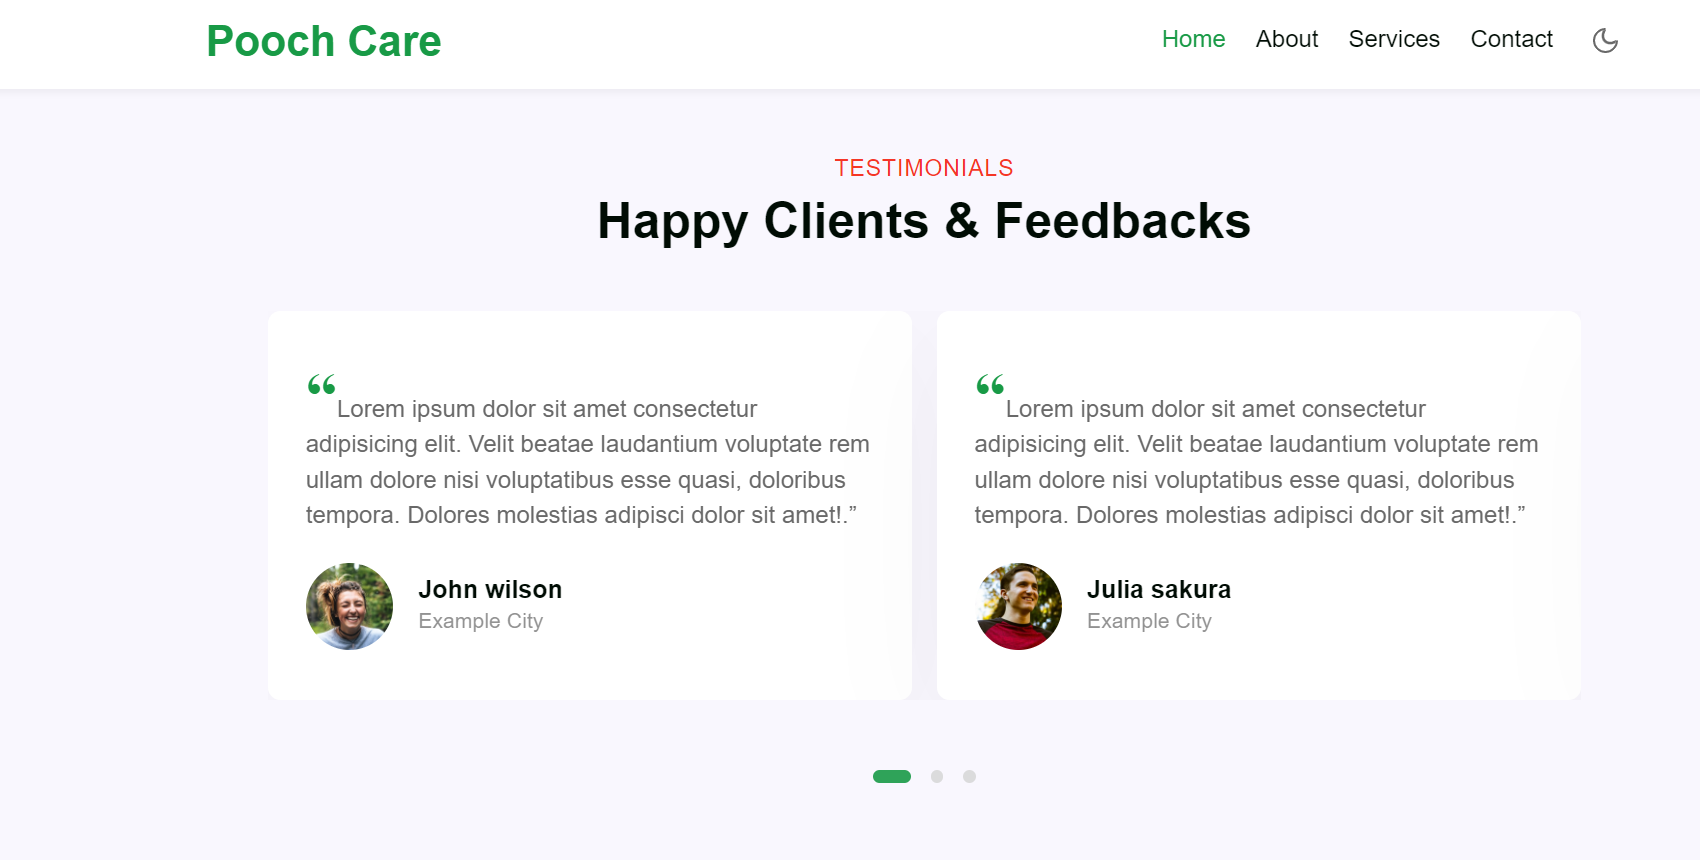 Pooch Care
Home About Services Contact
TESTIMONIALS
Happy Clients & Feedbacks
“Lorem ipsum dolor sit amet consectetur
adipisicing elit. Velit beatae laudantium voluptate rem
ullam dolore nisi voluptatibus esse quasi, doloribus
tempora. Dolores molestias adipisci dolor sit amet!.”
John wilson
Example City
“Lorem ipsum dolor sit amet consectetur
adipisicing elit. Velit beatae laudantium voluptate rem
ullam dolore nisi voluptatibus esse quasi, doloribus
tempora. Dolores molestias adipisci dolor sit amet!.”
Julia sakura
Example City